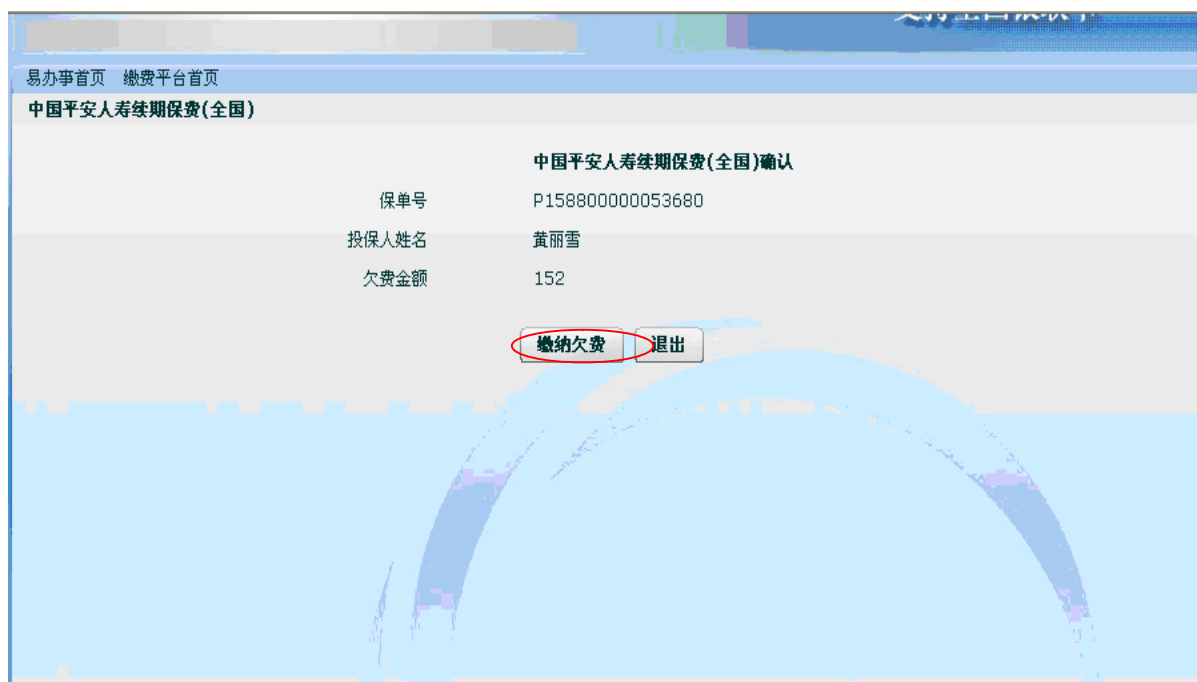 易办事首页 缴费平台首页
中国平安人寿续期保费(全国)
中国平安人寿续期保费(全国)确认
保单号 P158800000053680
投保人姓名 黄丽雪
欠费金额 152
缴纳欠费 退出